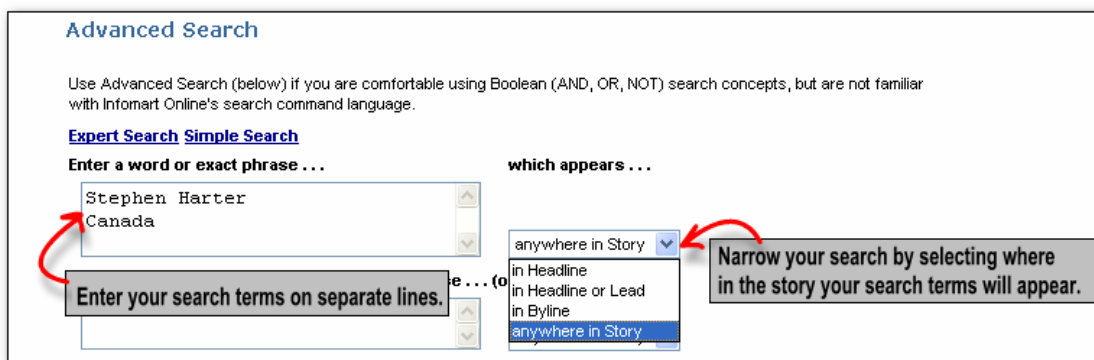 Advanced Search
Use Advanced Search (below) if you are comfortable using Boolean (AND, OR, NOT) search concepts, but are not familiar
with Infomart Online's search command language.
Expert Search Simple Search
Enter a word or exact phrase . . .
which appears . . .
Stephen Harter
Canada
anywhere in Story
in Headline
in Headline or Lead
in Byline
anywhere in Story
Enter your search terms on separate lines.
Narrow your search by selecting where
in the story your search terms will appear.